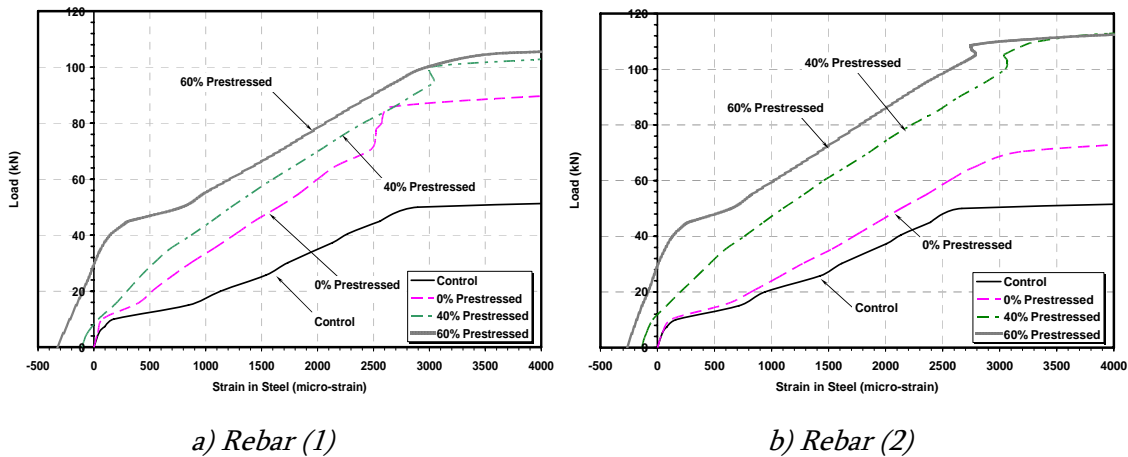 120
100
80
60
40
20
0
Load (kN)
60% Prestressed
40% Prestressed
0% Prestressed
Control
Control
0% Prestressed
40% Prestressed
60% Prestressed
-500 0 500 1000 1500 2000 2500 3000 3500 4000
Strain in Steel (micro-strain)
a) Rebar (1)
120
100
80
60
40
20
0
Load (kN)
40% Prestressed
60% Prestressed
0% Prestressed
Control
Control
0% Prestressed
40% Prestressed
60% Prestressed
-500 0 500 1000 1500 2000 2500 3000 3500 4000
Strain in Steel (micro-strain)
b) Rebar (2)